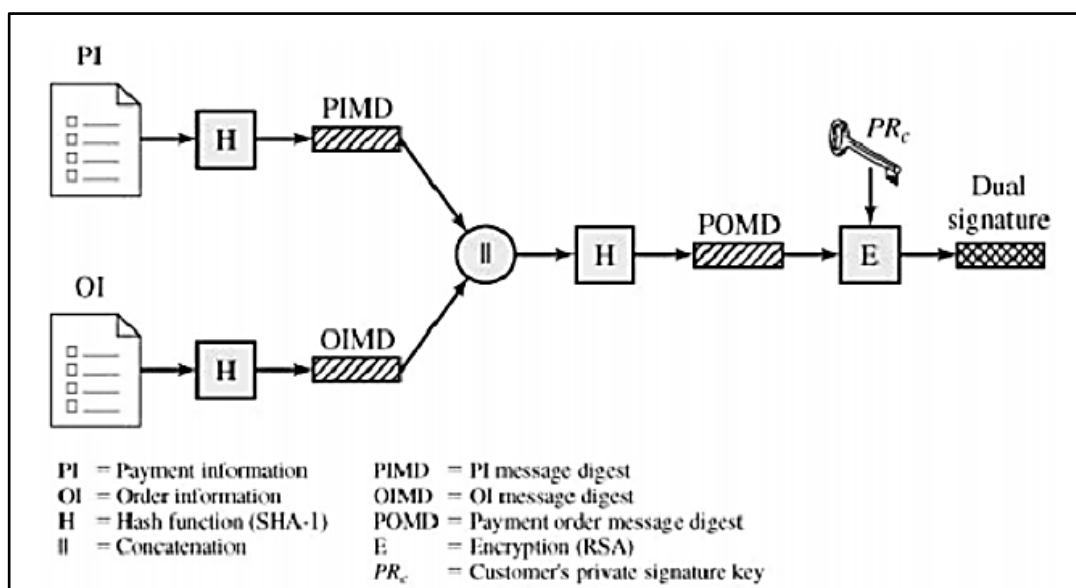 PI
H
PIMD
PR_c
Dual
signature
||
H
POMD
E
OI
H
OIMD
PI = Payment information
OI = Order information
H = Hash function (SHA-1)
|| = Concatenation
PIMD = PI message digest
OIMD = OI message digest
POMD = Payment order message digest
E = Encryption (RSA)
PR_c = Customer's private signature key